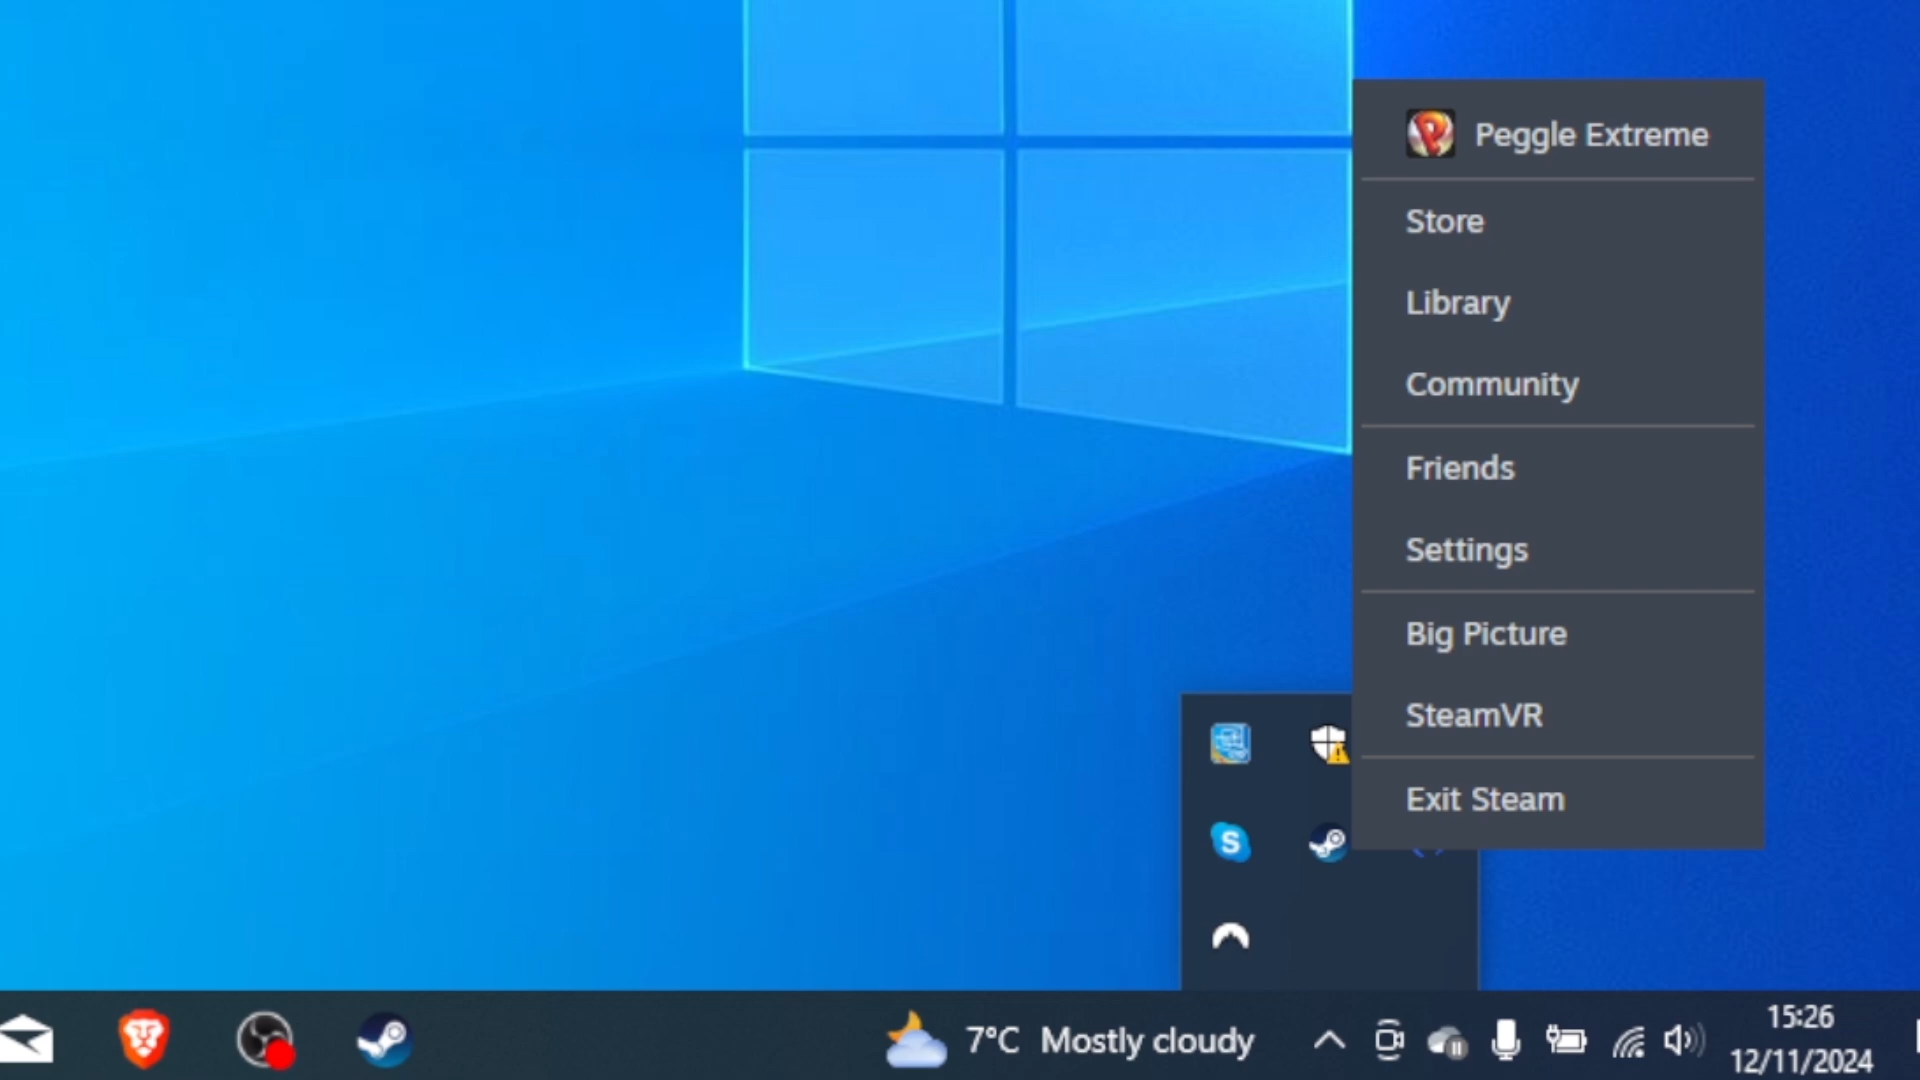 Peggle Extreme
Store
Library
Community
Friends
Settings
Big Picture
SteamVR
Exit Steam
7°C Mostly cloudy
15:26
12/11/2024